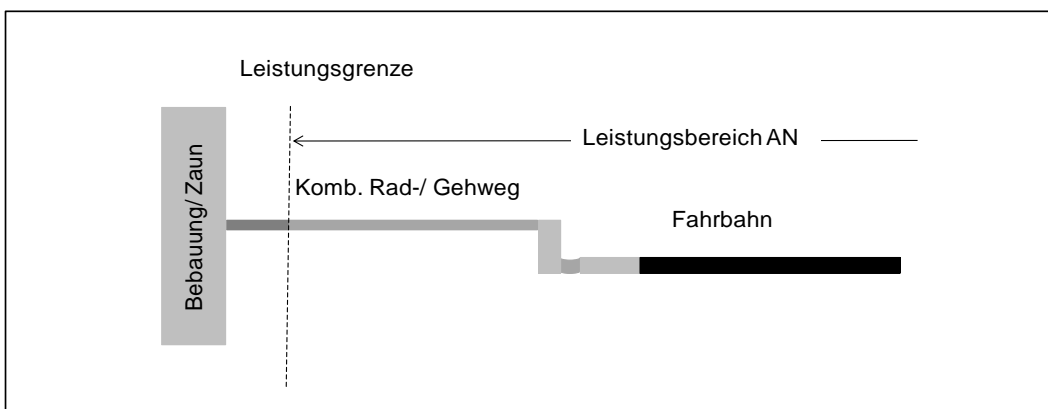 Leistungsgrenze
Leistungsbereich AN
Komb. Rad-/ Gehweg
Fahrbahn
Bebauung/ Zaun